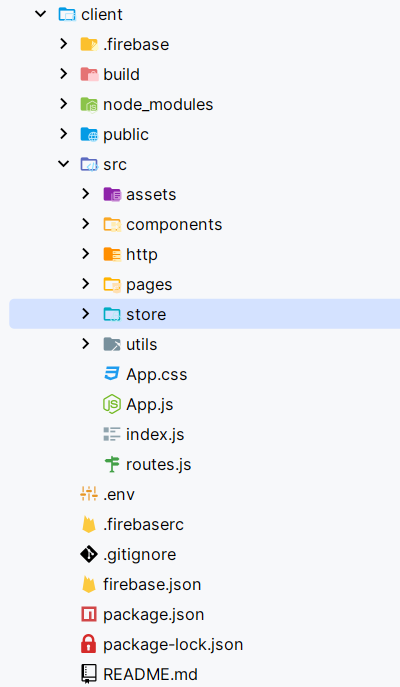 client
.firebase
build
node_modules
public
src
assets
components
http
pages
store
utils
App.css
App.js
index.js
routes.js
.env
.firebaserc
.gitignore
firebase.json
package.json
package-lock.json
README.md